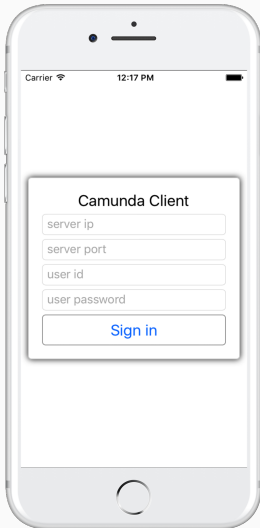 Carrier 12:17 PM
Camunda Client
server ip
server port
user id
user password
Sign in